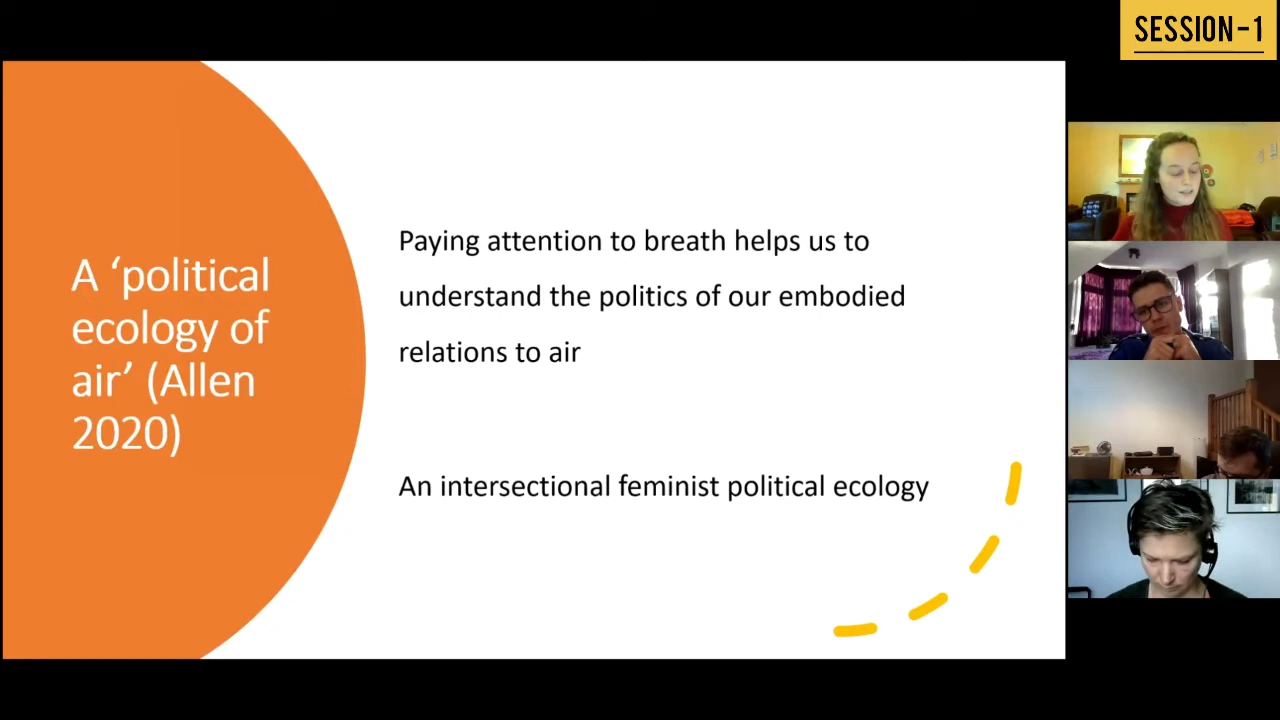 SESSION-1
A ‘political
ecology of
air’ (Allen
2020)
Paying attention to breath helps us to
understand the politics of our embodied
relations to air
An intersectional feminist political ecology